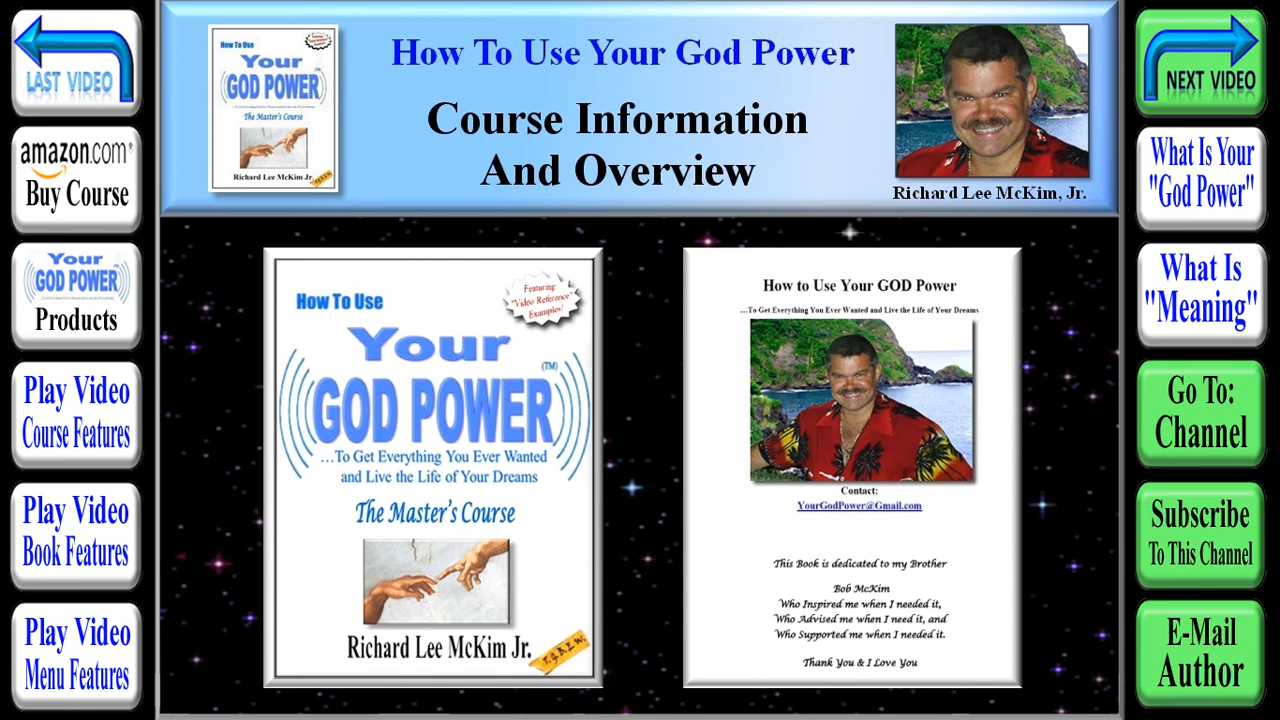 LAST VIDEO
amazon.com
Buy Course
Your
GOD POWER
Products
Play Video
Course Features
Play Video
Book Features
Play Video
Menu Features
How To Use
Your
GOD POWER
The Master's Course
Richard Lee McKim Jr.
How To Use Your God Power
Course Information
And Overview
Richard Lee McKim, Jr.
How To Use
Featuring
"Video Reference"
Examples!
Your
(TM)
GOD POWER
...To Get Everything You Ever Wanted
and Live the Life of Your Dreams
The Master's Course
Richard Lee McKim Jr.
How to Use Your GOD Power
...To Get Everything You Ever Wanted and Live the Life of Your Dreams
Contact:
YourGodPower@Gmail.com
This Book is dedicated to my Brother
Bob McKim
Who Inspired me when I needed it,
Who Advised me when I need it, and
Who Supported me when I needed it.
Thank You & I Love You
NEXT VIDEO
What Is Your
"God Power"
What Is
"Meaning"
Go To:
Channel
Subscribe
To This Channel
E-Mail
Author